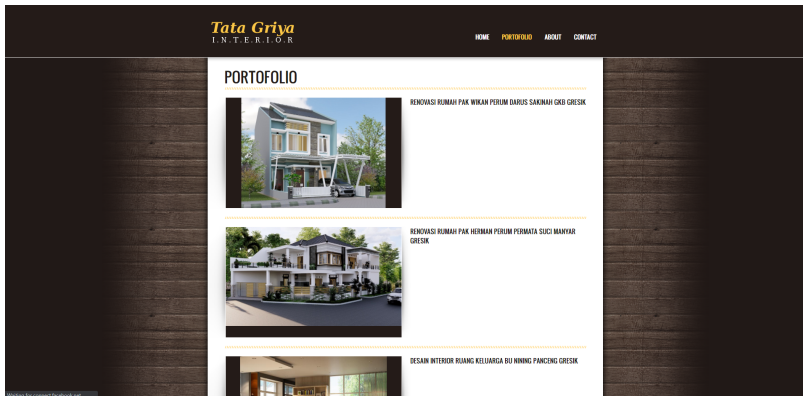 Tata Griya
I.N.T.E.R.I.O.R
HOME PORTOFOLIO ABOUT CONTACT
PORTOFOLIO
RENOVASI RUMAH PAK WIKAN PERUM DARUS SAKINAH GKB GRESIK
RENOVASI RUMAH PAK HERMAN PERUM PERMATA SUCI MANYAR
GRESIK
DESAIN INTERIOR RUANG KELUARGA BU NINING PANCENG GRESIK